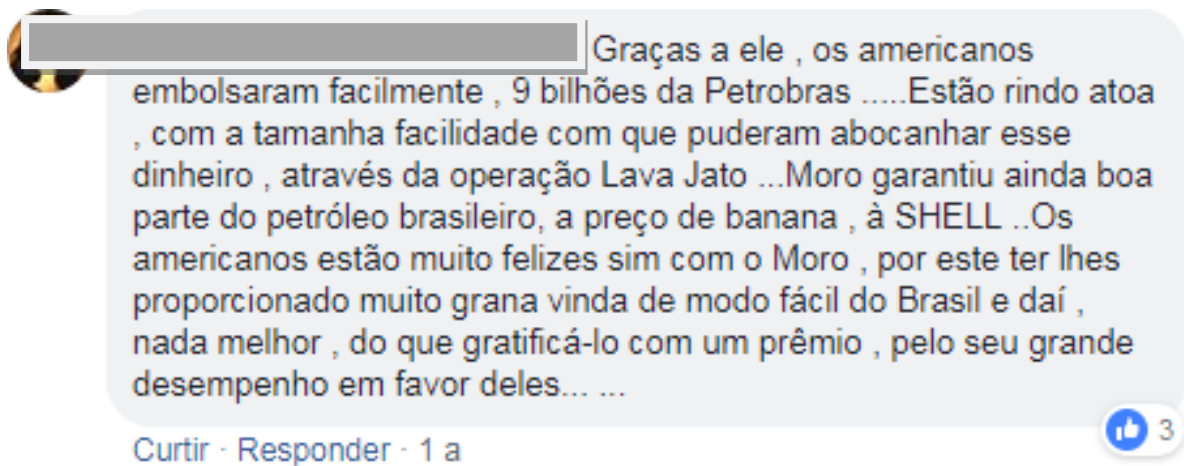 Graças a ele , os americanos
embolsaram facilmente , 9 bilhões da Petrobras .....Estão rindo atoa
, com a tamanha facilidade com que puderam abocanhar esse
dinheiro , através da operação Lava Jato ...Moro garantiu ainda boa
parte do petróleo brasileiro, a preço de banana , à SHELL ..Os
americanos estão muito felizes sim com o Moro , por este ter lhes
proporcionado muito grana vinda de modo fácil do Brasil e daí ,
nada melhor , do que gratificá-lo com um prêmio , pelo seu grande
desempenho em favor deles... ...
3
Curtir · Responder · 1 a